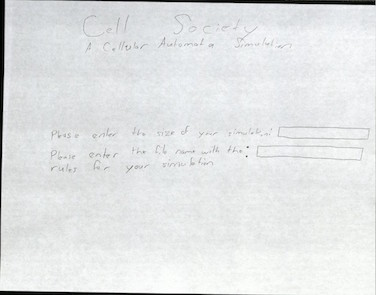 Cell Society
A Cellular Automata Simulation
Please enter the size of your simulation:
Please enter the file name with the:
rules for your simulation